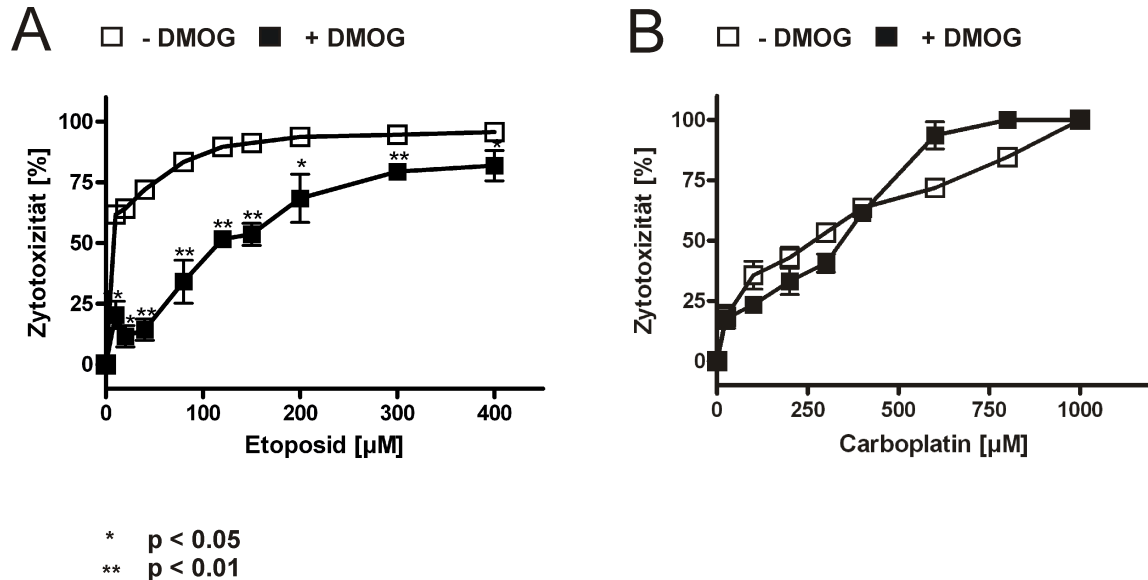 A
- DMOG + DMOG
Zytotoxizität [%]
100
75
50
25
0
** * ** ** ** ** * ** *
0 100 200 300 400
Etoposid [µM]
B
- DMOG + DMOG
Zytotoxizität [%]
100
75
50
25
0
0 250 500 750 1000
Carboplatin [µM]
* p < 0.05
** p < 0.01